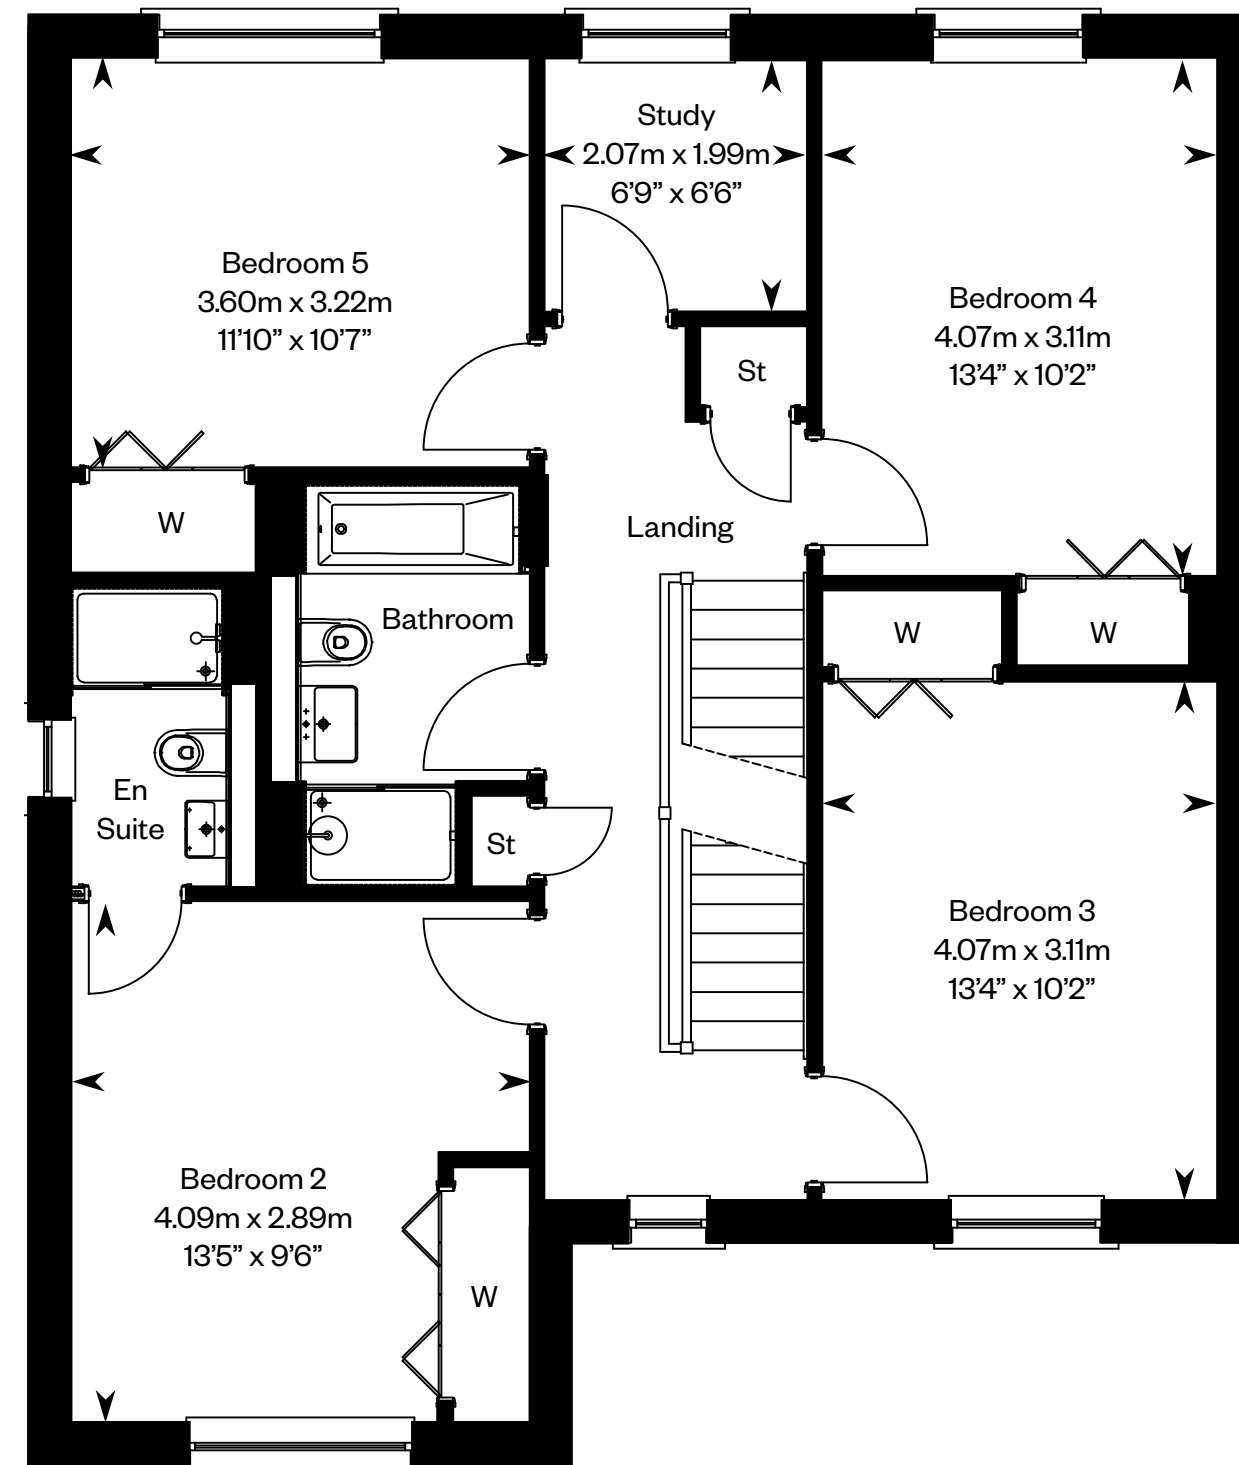 Study
2.07m x 1.99m
6’9” x 6’6”
Bedroom 5
3.60m x 3.22m
11’10” x 10’7”
Bedroom 4
4.07m x 3.11m
13’4” x 10’2”
St
W
Landing
Bathroom
W
W
En
Suite
St
Bedroom 3
4.07m x 3.11m
13’4” x 10’2”
Bedroom 2
4.09m x 2.89m
13’5” x 9’6”
W